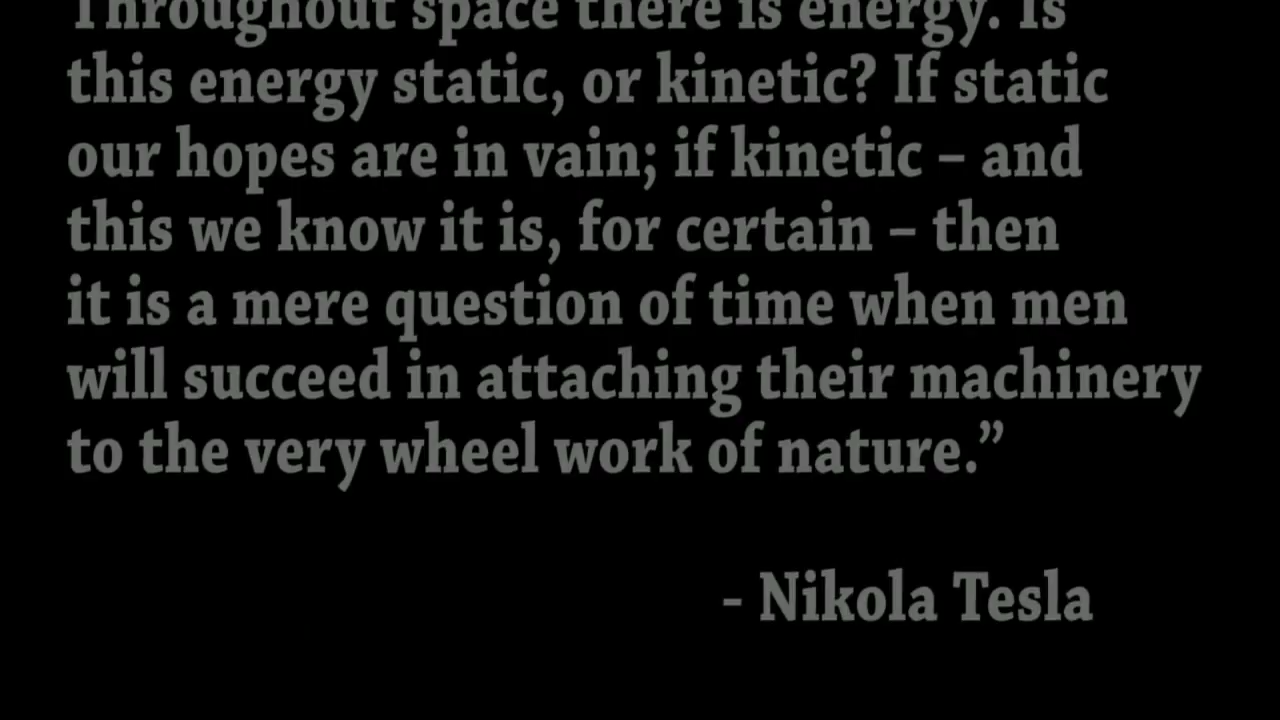 Throughout space there is energy. Is
this energy static, or kinetic? If static
our hopes are in vain; if kinetic – and
this we know it is, for certain – then
it is a mere question of time when men
will succeed in attaching their machinery
to the very wheel work of nature.”
- Nikola Tesla